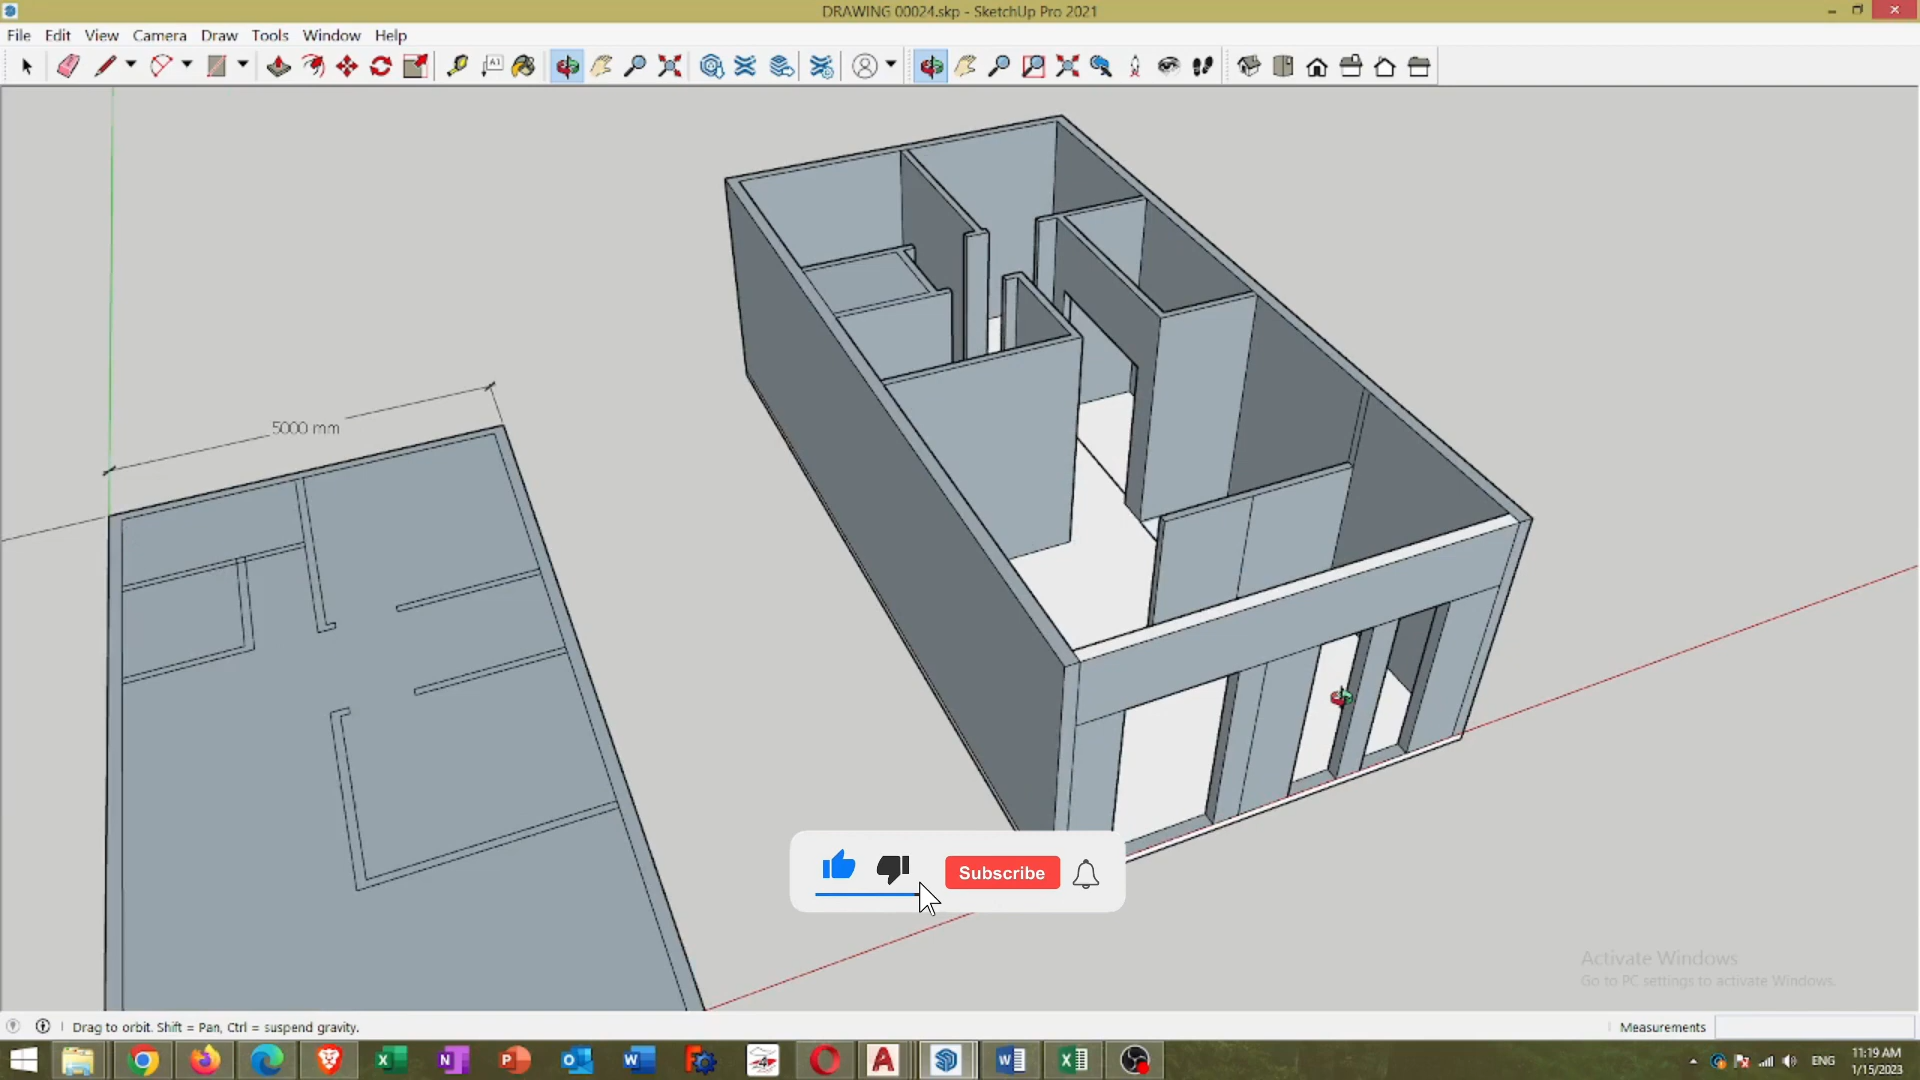 DRAWING 00024.skp - SketchUp Pro 2021
File Edit View Camera Draw Tools Window Help
A1
5000 mm
Subscribe
Activate Windows
Go to PC settings to activate Windows.
Drag to orbit. Shift = Pan, Ctrl = suspend gravity.
Measurements
ENG
11:19 AM
1/15/2023